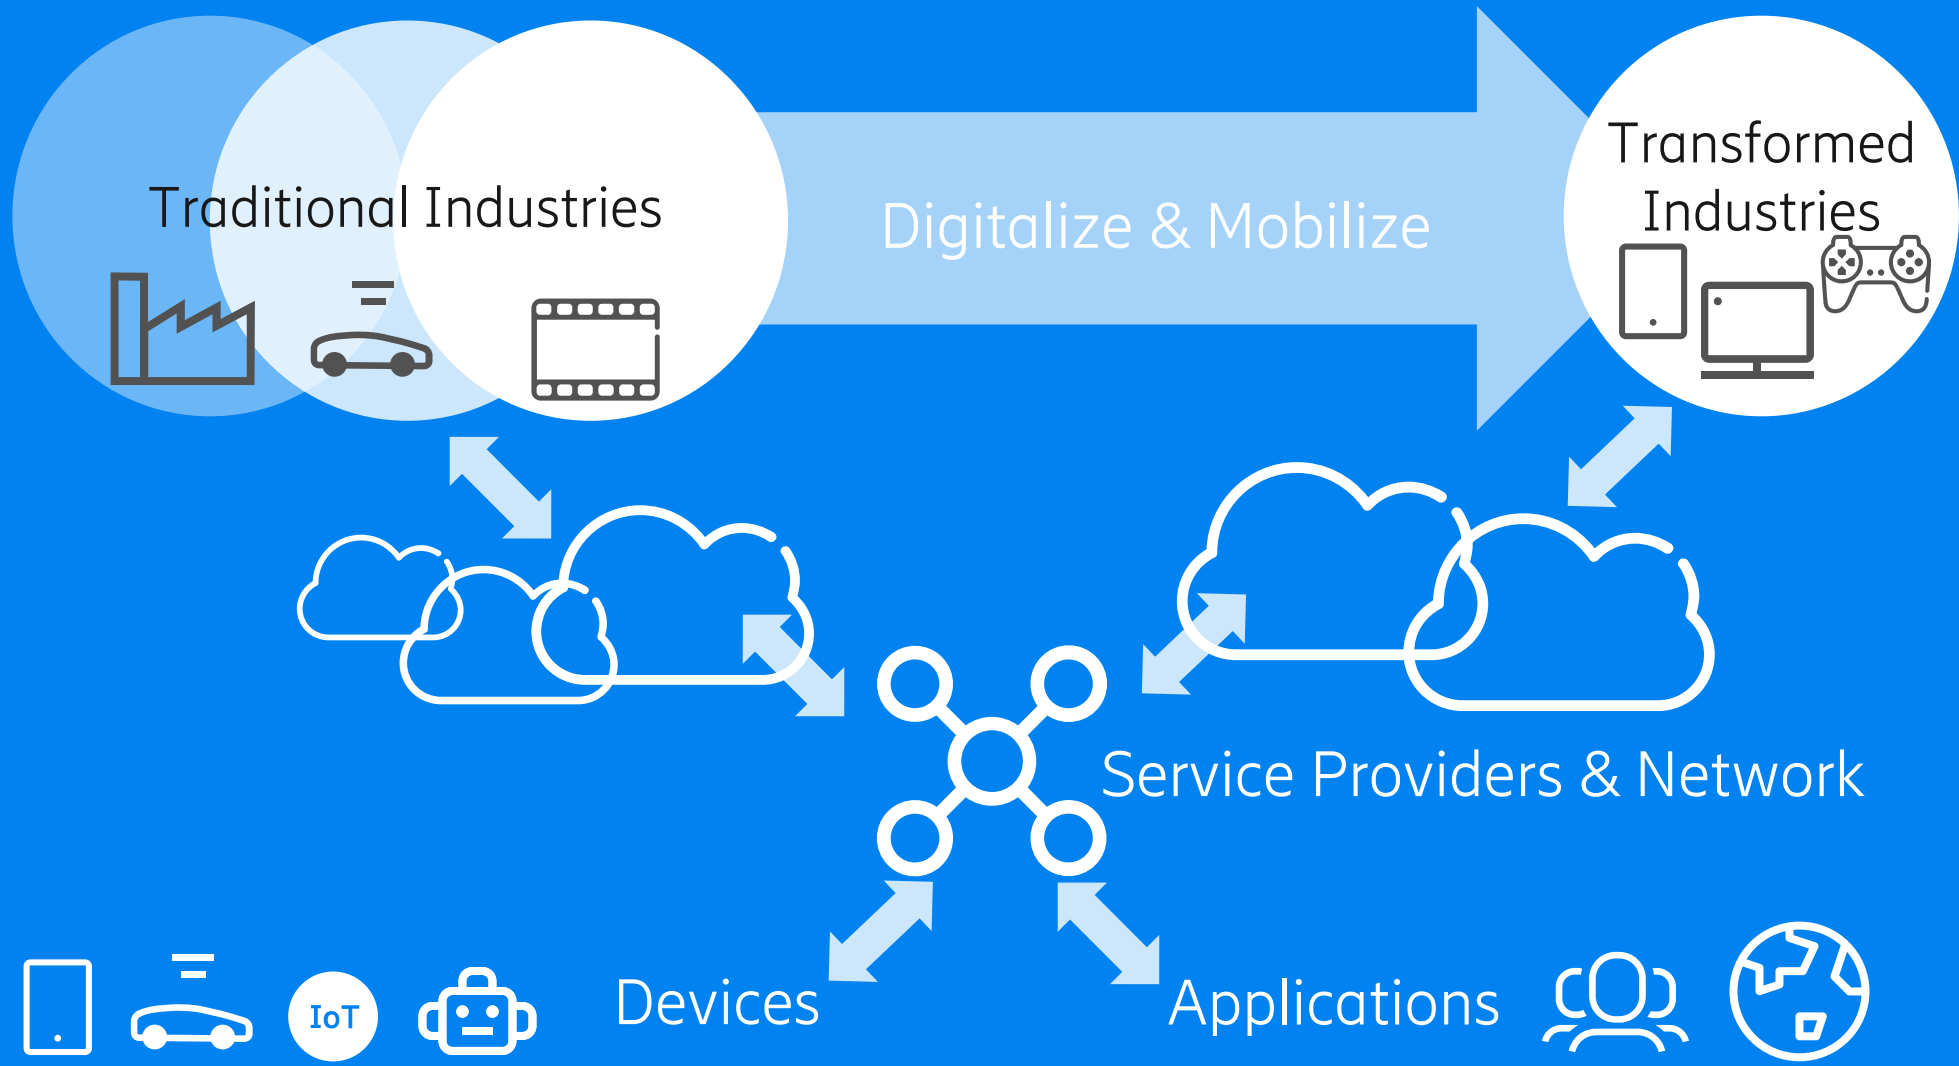 Traditional Industries
Digitalize & Mobilize
Transformed
Industries
Service Providers & Network
Devices
Applications
IoT